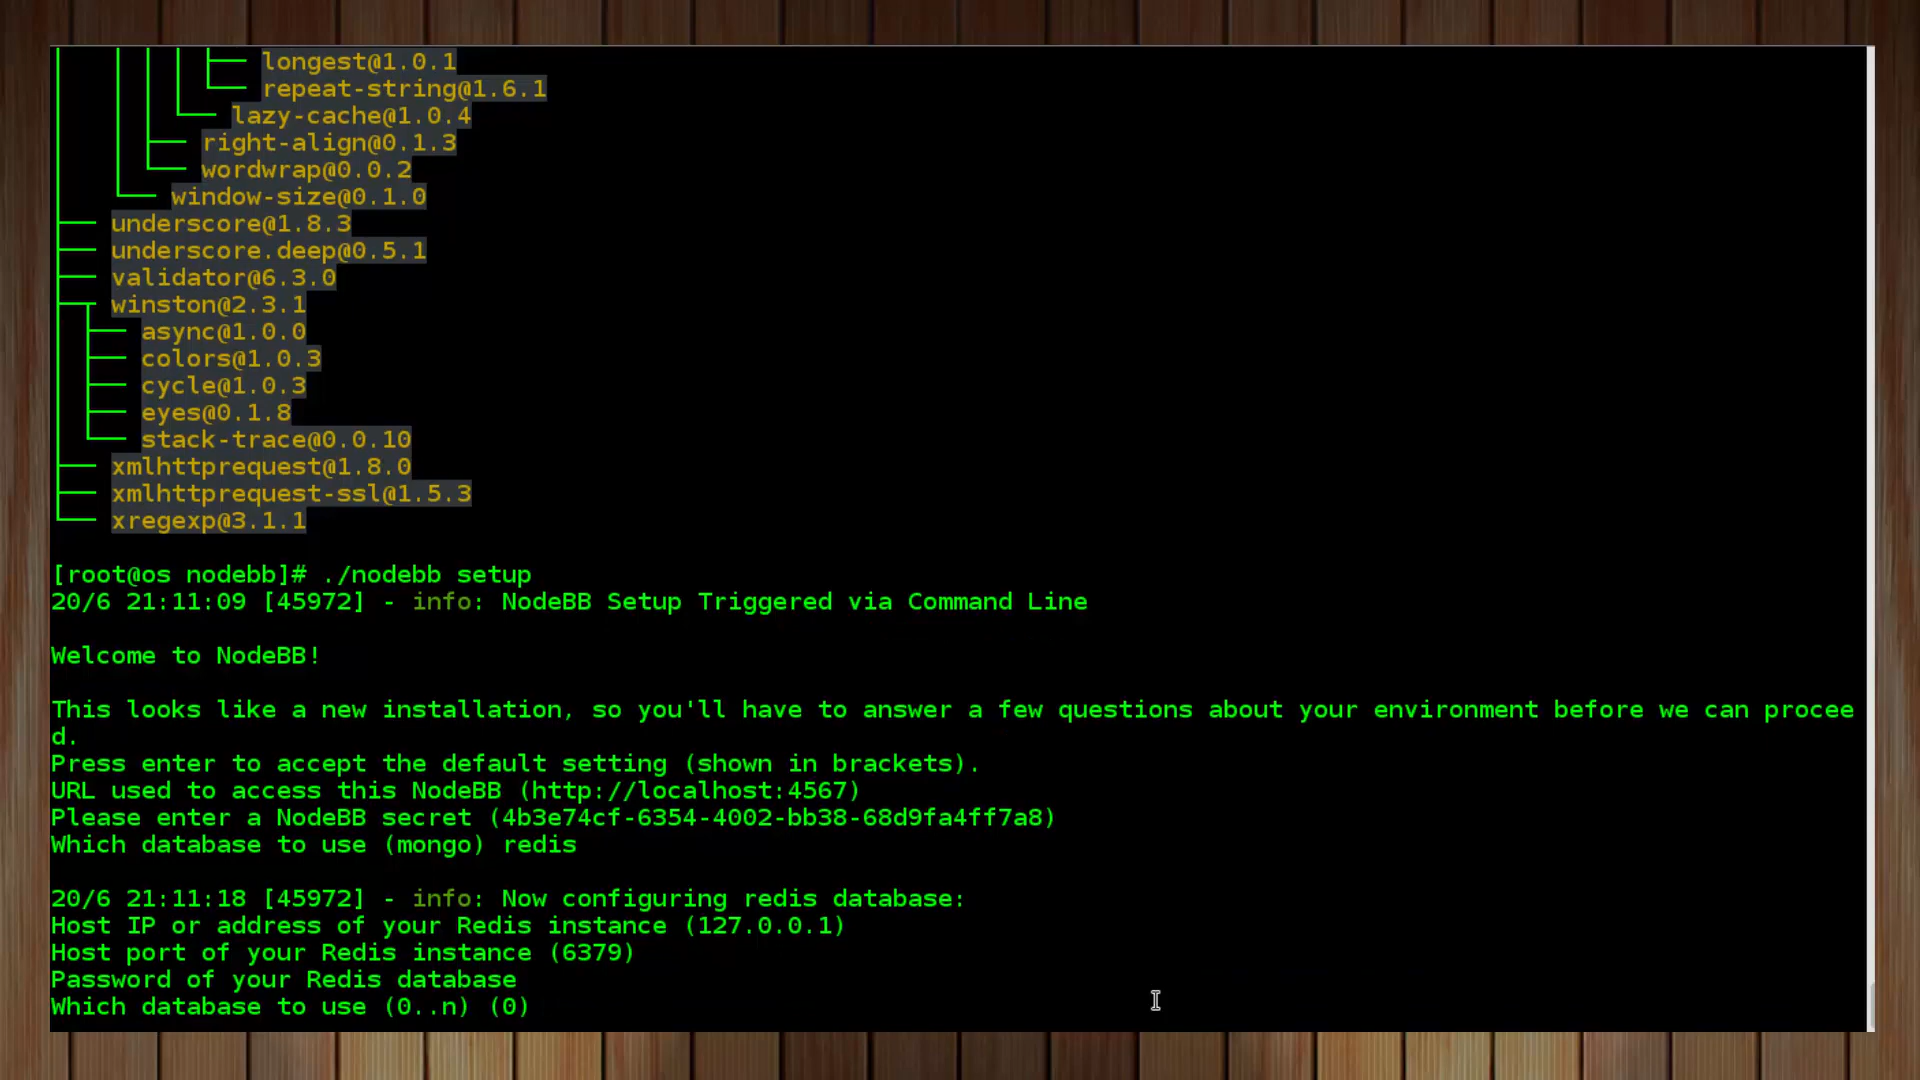 longest@1.0.1
repeat-string@1.6.1
lazy-cache@1.0.4
right-align@0.1.3
wordwrap@0.0.2
window-size@0.1.0
underscore@1.8.3
underscore.deep@0.5.1
validator@6.3.0
winston@2.3.1
async@1.0.0
colors@1.0.3
cycle@1.0.3
eyes@0.1.8
stack-trace@0.0.10
xmlhttprequest@1.8.0
xmlhttprequest-ssl@1.5.3
xregexp@3.1.1
[root@os nodebb]# ./nodebb setup
20/6 21:11:09 [45972] - info: NodeBB Setup Triggered via Command Line
Welcome to NodeBB!
This looks like a new installation, so you'll have to answer a few questions about your environment before we can procee
d.
Press enter to accept the default setting (shown in brackets).
URL used to access this NodeBB (http://localhost:4567)
Please enter a NodeBB secret (4b3e74cf-6354-4002-bb38-68d9fa4ff7a8)
Which database to use (mongo) redis
20/6 21:11:18 [45972] - info: Now configuring redis database:
Host IP or address of your Redis instance (127.0.0.1)
Host port of your Redis instance (6379)
Password of your Redis database
Which database to use (0..n) (0)